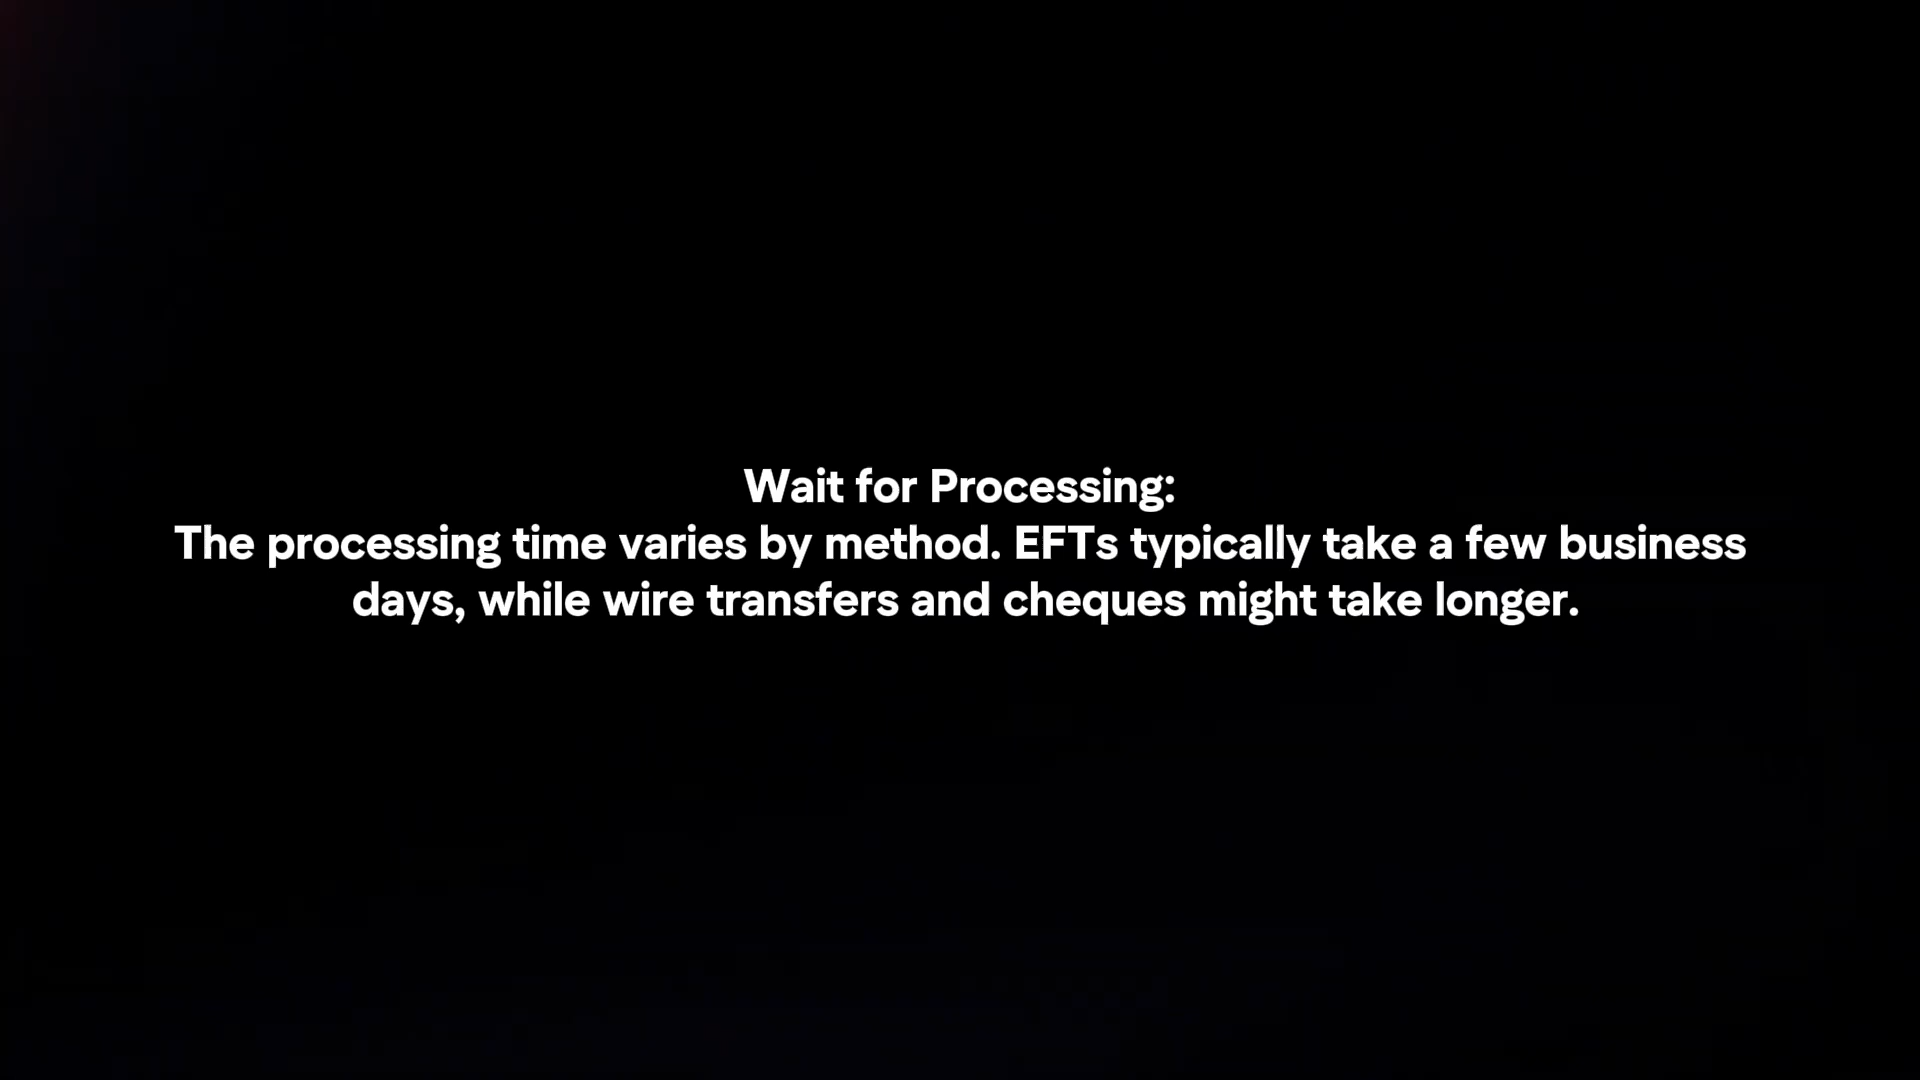 Wait for Processing:
The processing time varies by method. EFTs typically take a few business
days, while wire transfers and cheques might take longer.